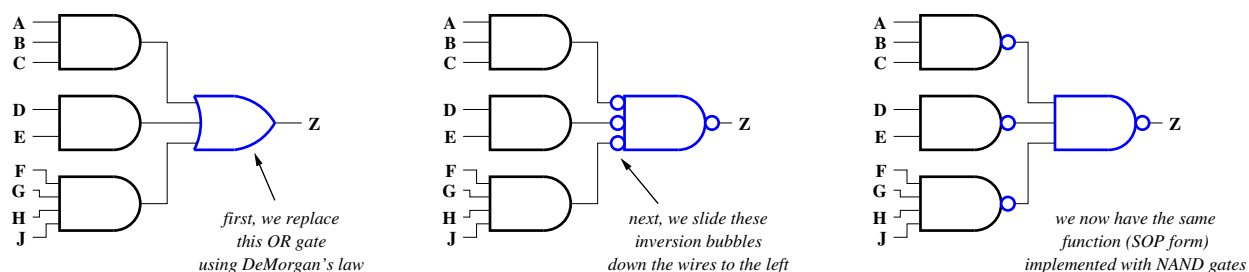 A
B
C
D
E
F
G
H
J
Z
first, we replace
this OR gate
using DeMorgan's law
A
B
C
D
E
F
G
H
J
Z
next, we slide these
inversion bubbles
down the wires to the left
A
B
C
D
E
F
G
H
J
Z
we now have the same
function (SOP form)
implemented with NAND gates